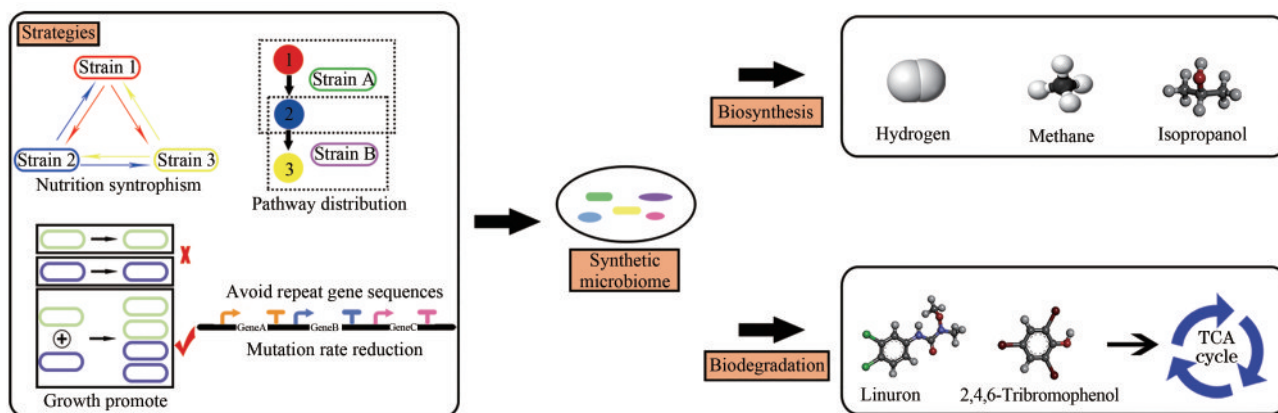 Strategies
Strain 1
Strain 2
Strain 3
Nutrition syntrophism
1
Strain A
2
Strain B
3
Pathway distribution
X
Growth promote
Avoid repeat gene sequences
GeneA
GeneB
GeneC
Mutation rate reduction
Synthetic
microbiome
Biosynthesis
Hydrogen
Methane
Isopropanol
Biodegradation
Linuron
2,4,6-Tribromophenol
TCA
cycle